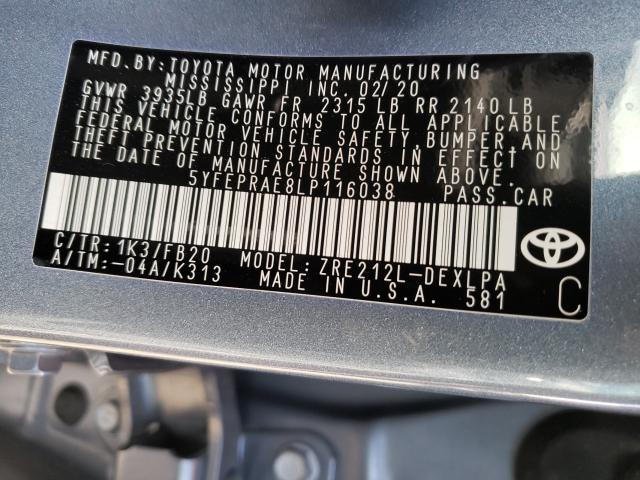 MFD. BY: TOYOTA MOTOR MANUFACTURING
MISSISSIPPI INC. 02/20
GVWR 3935LB GAWR FR 2315 LB RR 2140 LB
THIS VEHICLE CONFORMS TO ALL APPLICABLE
FEDERAL MOTOR VEHICLE SAFETY, BUMPER, AND
THEFT PREVENTION STANDARDS IN EFFECT ON
THE DATE OF MANUFACTURE SHOWN ABOVE.
5YFEPRAE8LP116038 PASS. CAR
C/TR: 1K3/FB20 MODEL: ZRE212L-DEXLPA
A/TM: -04A/K313 MADE IN U.S.A. 581
C